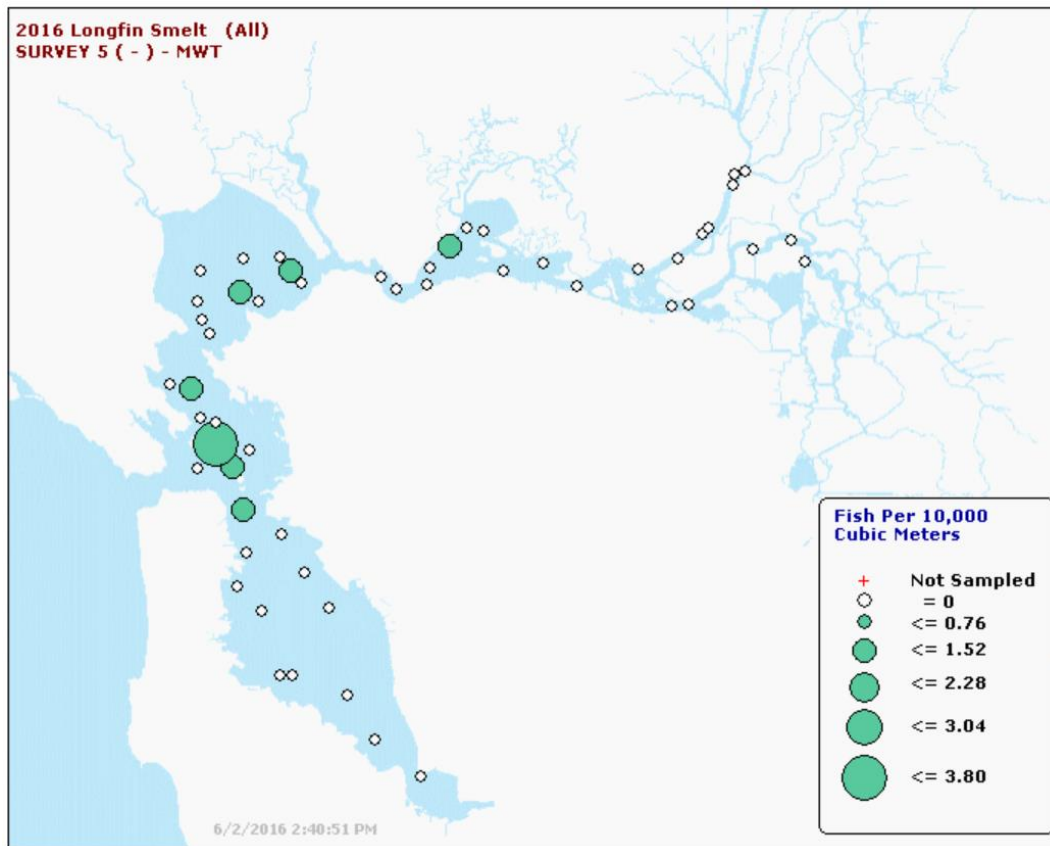 2016 Longfin Smelt (All)
SURVEY 5 ( - ) - MWT
Fish Per 10,000
Cubic Meters
+ Not Sampled
= 0
<= 0.76
<= 1.52
<= 2.28
<= 3.04
<= 3.80
6/2/2016 2:40:51 PM